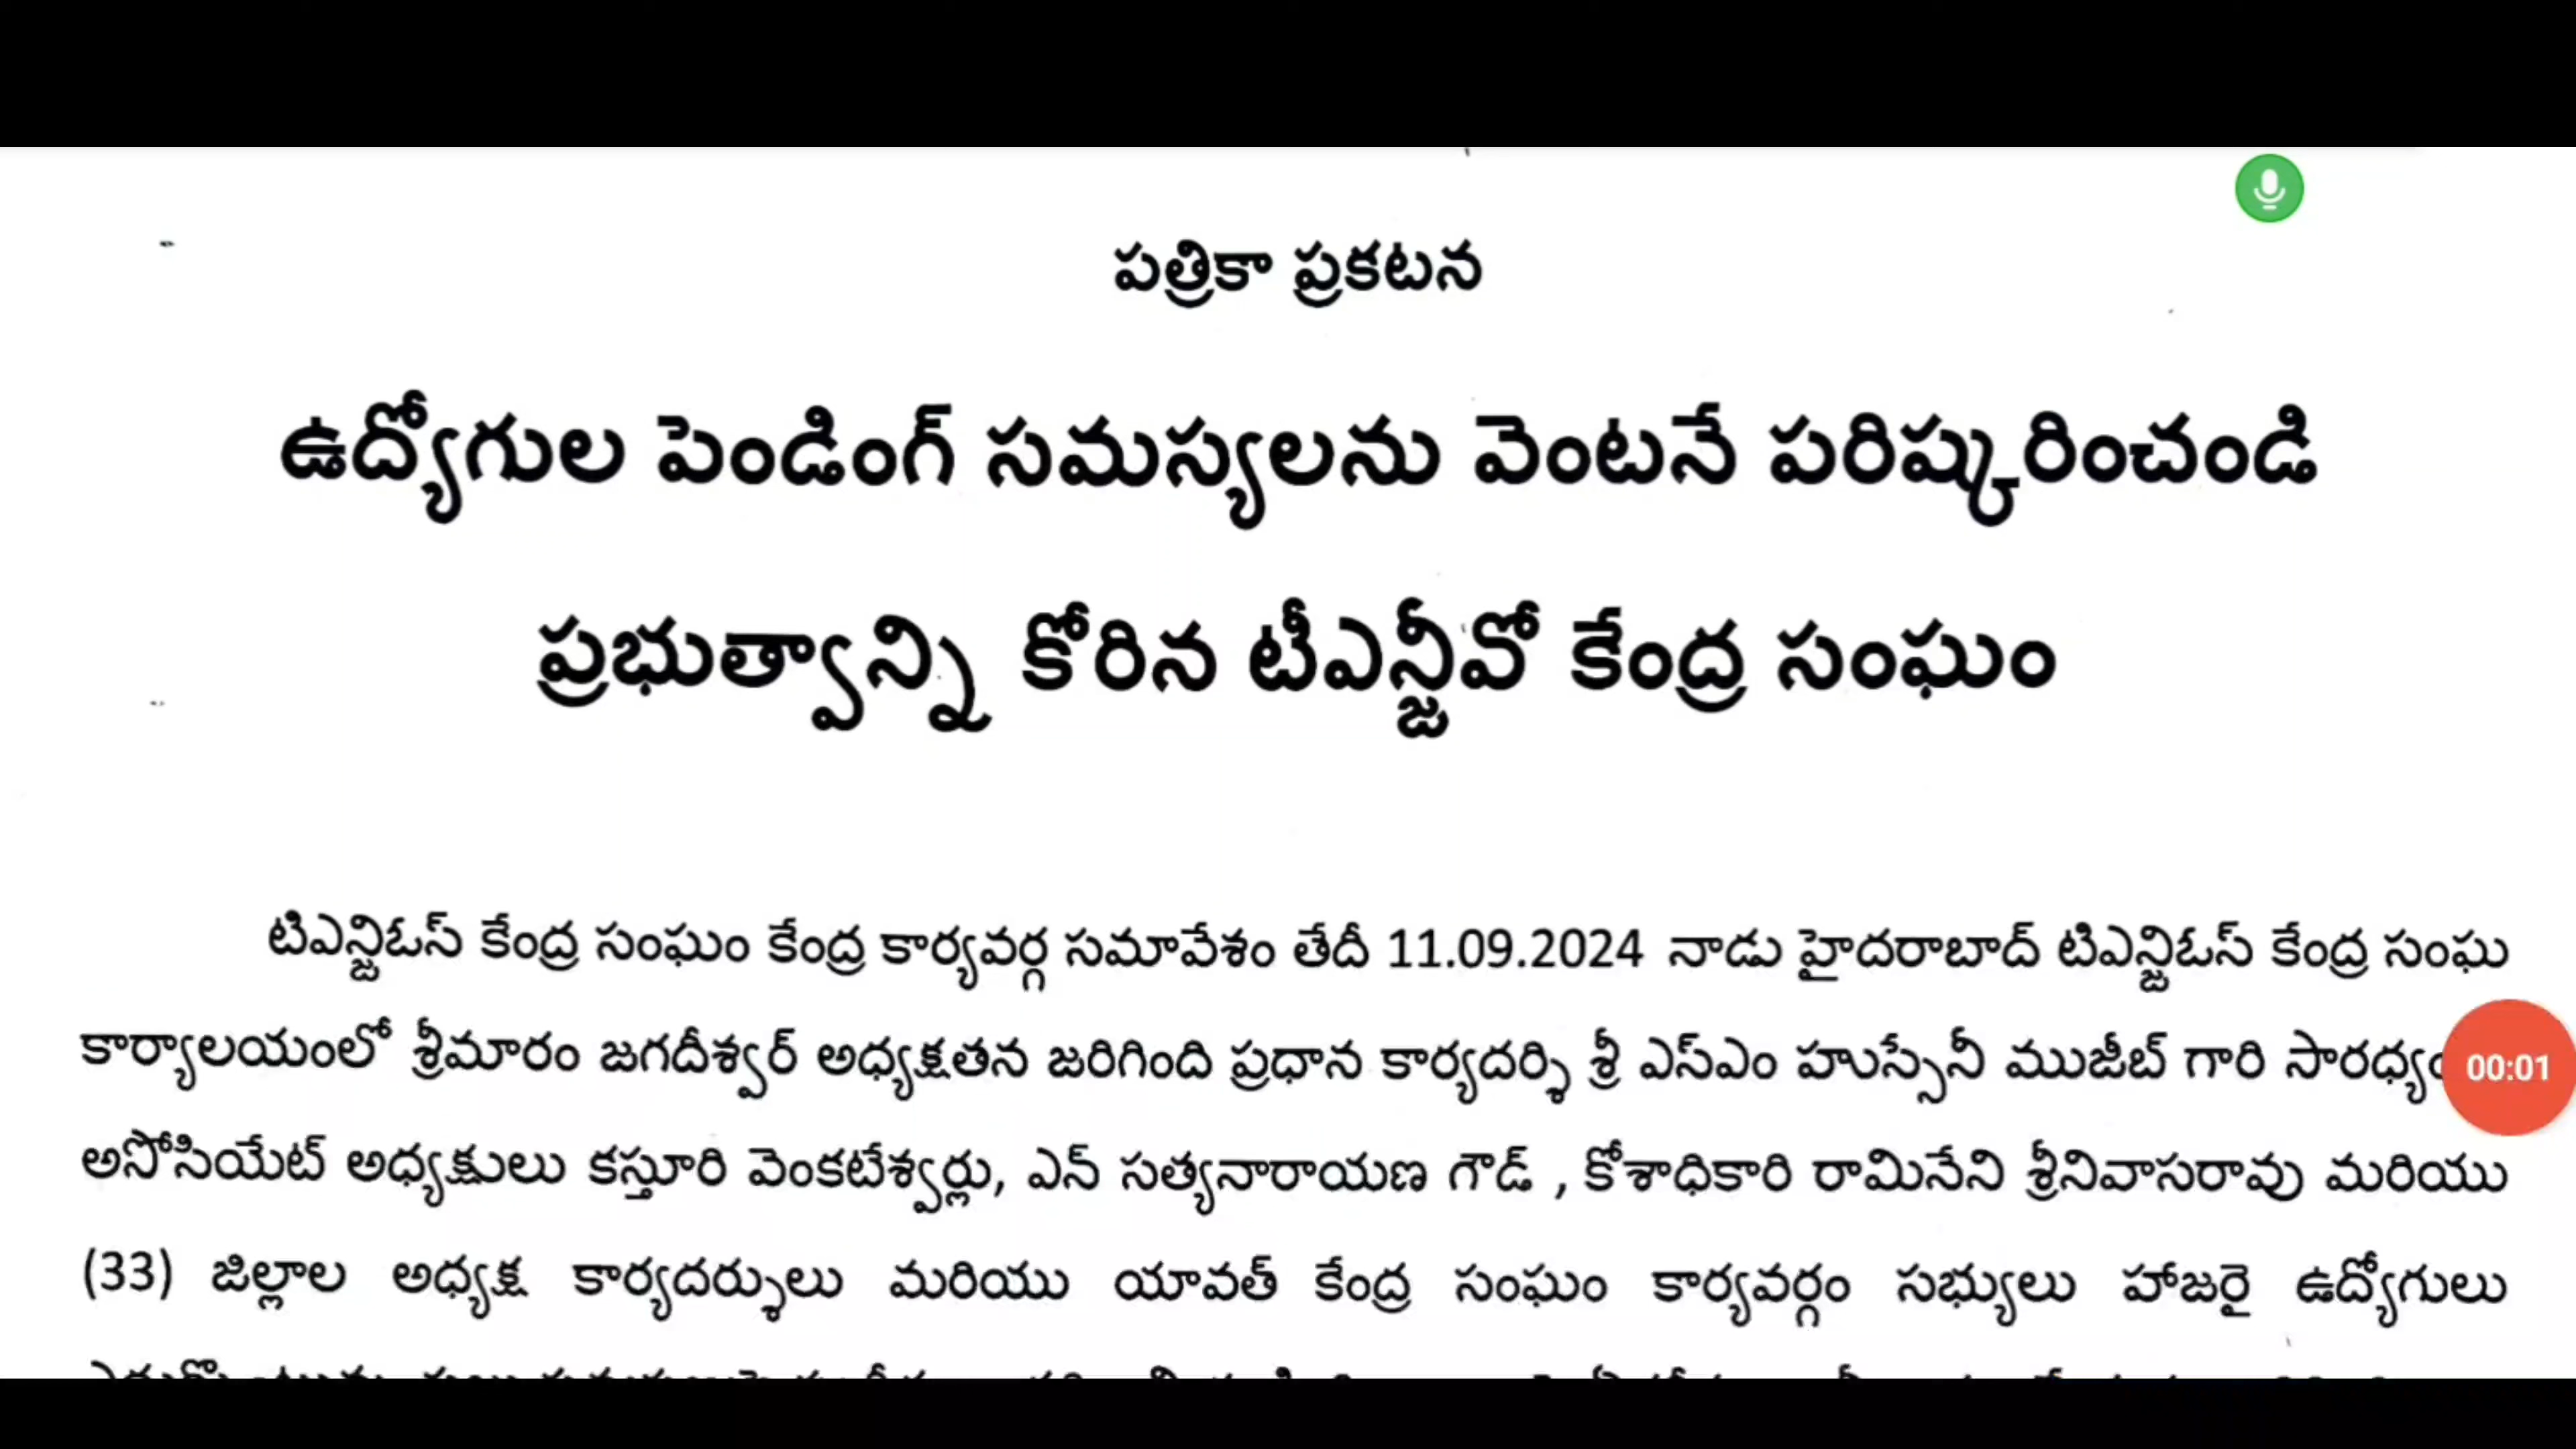 పత్రికా ప్రకటన
ఉద్యోగుల పెండింగ్ సమస్యలను వెంటనే పరిష్కరించండి
ప్రభుత్వాన్ని కోరిన టీఎన్జీవో కేంద్ర సంఘం
టిఎన్జిఓస్ కేంద్ర సంఘం కేంద్ర కార్యవర్గ సమావేశం తేదీ 11.09.2024 నాడు హైదరాబాద్ టిఎన్జిఓస్ కేంద్ర సంఘ
కార్యాలయంలో శ్రీమారం జగదీశ్వర్ అధ్యక్షతన జరిగింది ప్రధాన కార్యదర్శి శ్రీ ఎస్ఎం హుస్సేనీ ముజీబ్ గారి
00:01
అసోసియేట్ అధ్యక్షులు కస్తూరి వెంకటేశ్వర్లు, ఎన్ సత్యనారాయణ గౌడ్ , కోశాధికారి రామినేని శ్రీనివాసరావు మరియు
(33) జిల్లాల అధ్యక్ష కార్యదర్శులు మరియు యావత్ కేంద్ర సంఘం కార్యవర్గం సభ్యులు హాజరై ఉద్యోగులు